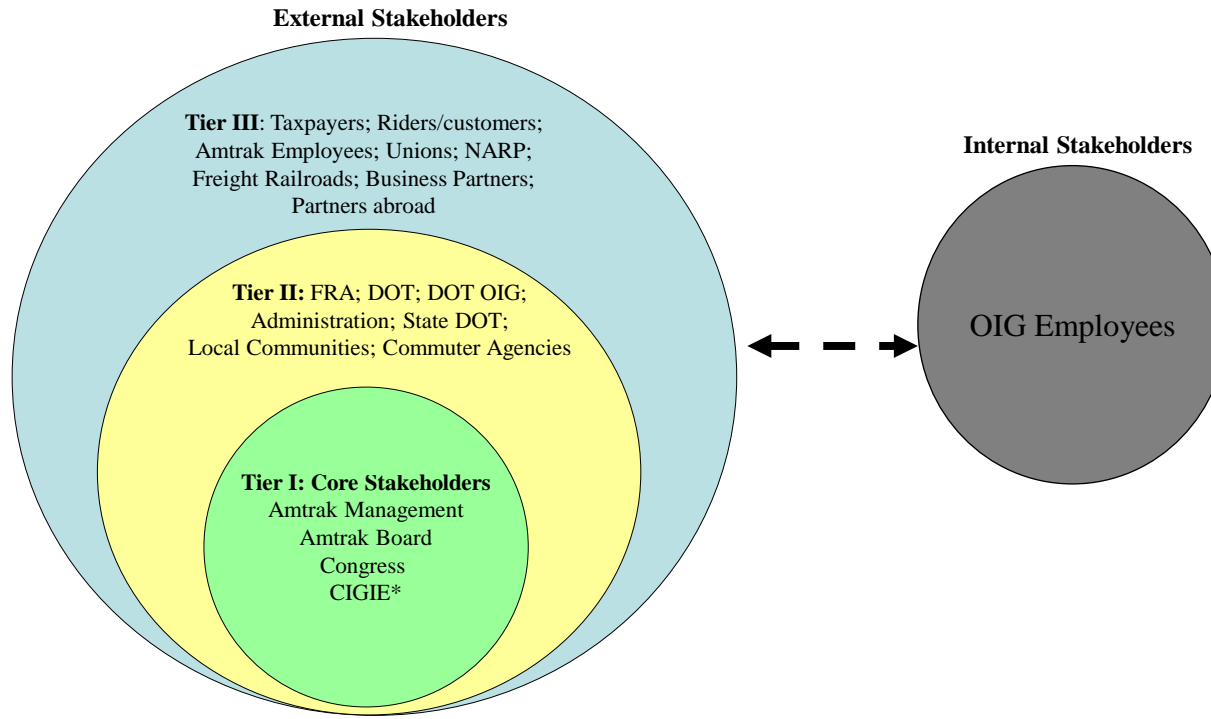 External Stakeholders
Tier III: Taxpayers; Riders/customers;
Amtrak Employees; Unions; NARP;
Freight Railroads; Business Partners;
Partners abroad
Tier II: FRA; DOT; DOT OIG;
Administration; State DOT;
Local Communities; Commuter Agencies
Tier I: Core Stakeholders
Amtrak Management
Amtrak Board
Congress
CIGIE*
Internal Stakeholders
OIG Employees